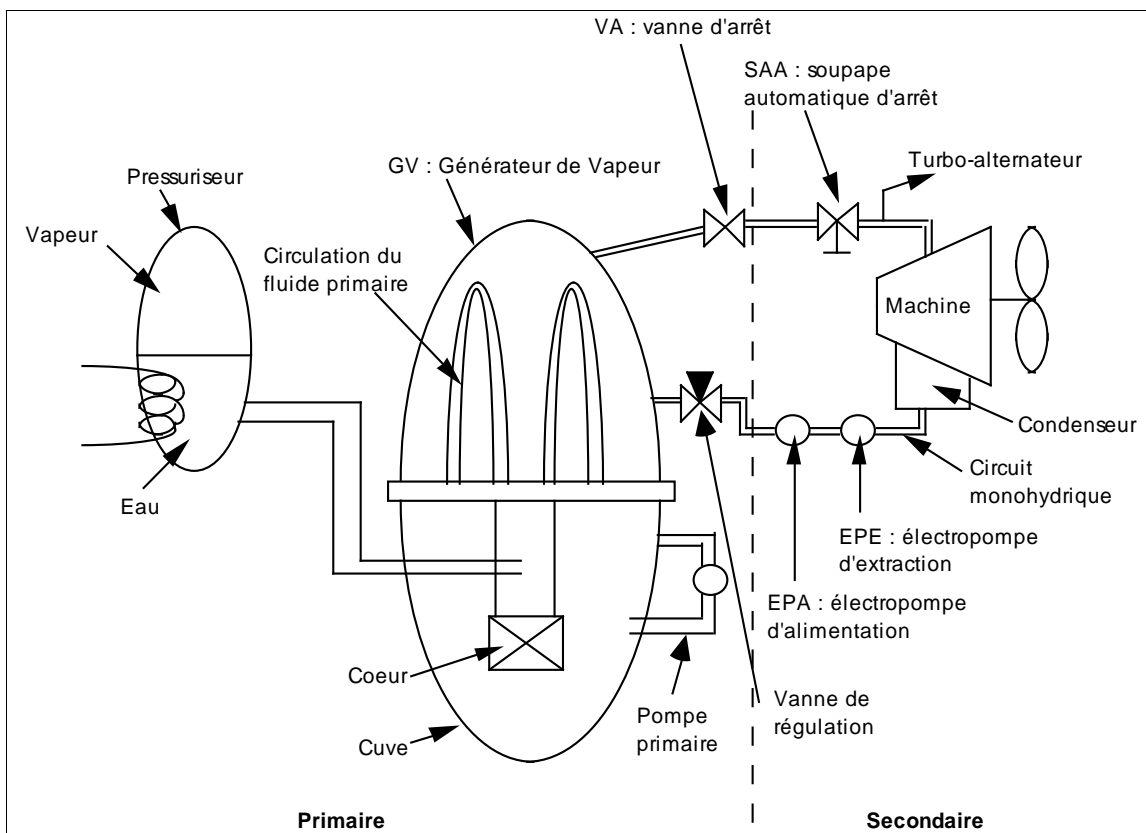 VA : vanne d'arrêt
SAA : soupape
automatique d'arrêt
GV : Générateur de Vapeur
Turbo-alternateur
Pressuriseur
Vapeur
Circulation du
fluide primaire
Machine
Condenseur
Circuit
monohydrique
Eau
EPE : électropompe
d'extraction
EPA : électropompe
d'alimentation
Coeur
Vanne de
régulation
Pompe
primaire
Cuve
Primaire
Secondaire